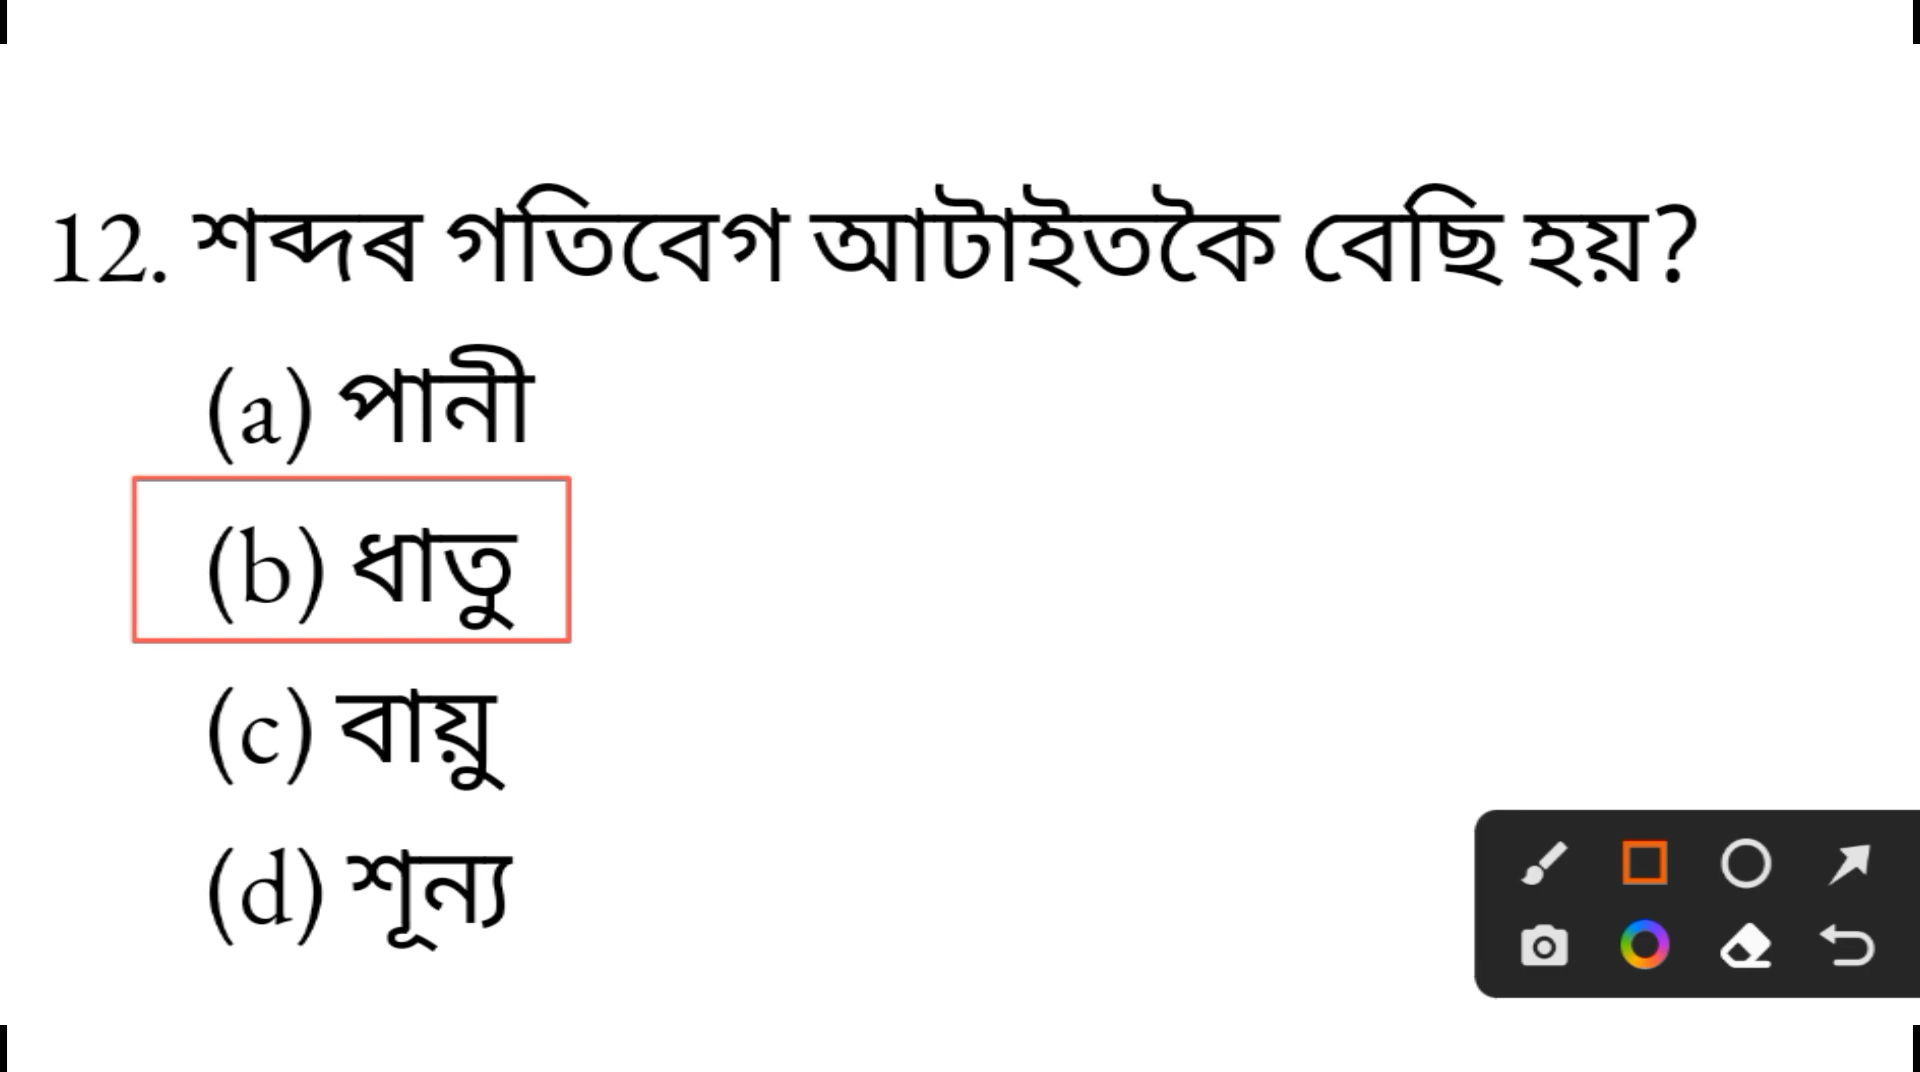 12. শব্দৰ গতিবেগ আটাইতকৈ বেছি হয়?
(a) পানী
(b) ধাতু
(c) বায়ু
(d) শূন্য